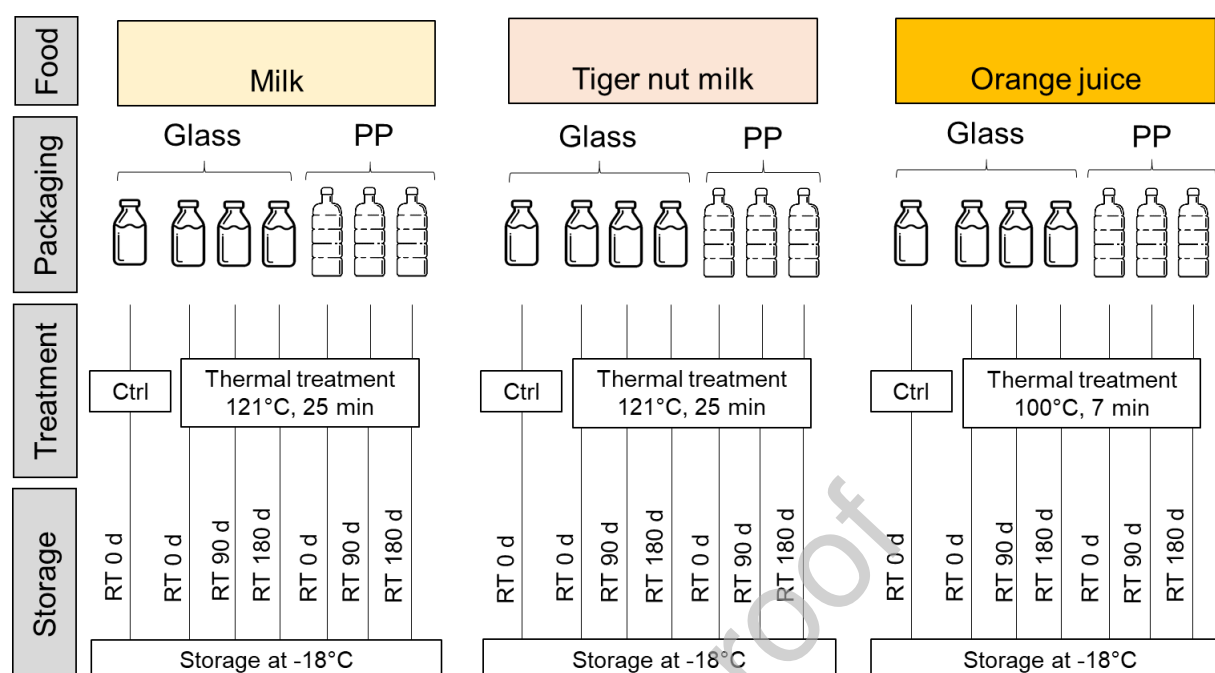 Food
Milk
Tiger nut milk
Orange juice
Packaging
Glass
PP
Glass
PP
Glass
PP
Treatment
Ctrl
Thermal treatment
121°C, 25 min
Ctrl
Thermal treatment
121°C, 25 min
Ctrl
Thermal treatment
100°C, 7 min
Storage
RT 0 d
RT 0 d
RT 90 d
RT 180 d
RT 0 d
RT 90 d
RT 180 d
RT 0 d
RT 0 d
RT 90 d
RT 180 d
RT 0 d
RT 90 d
RT 180 d
RT 0 d
RT 0 d
RT 90 d
RT 180 d
RT 0 d
RT 90 d
RT 180 d
Storage at -18°C
Storage at -18°C
Storage at -18°C
roof